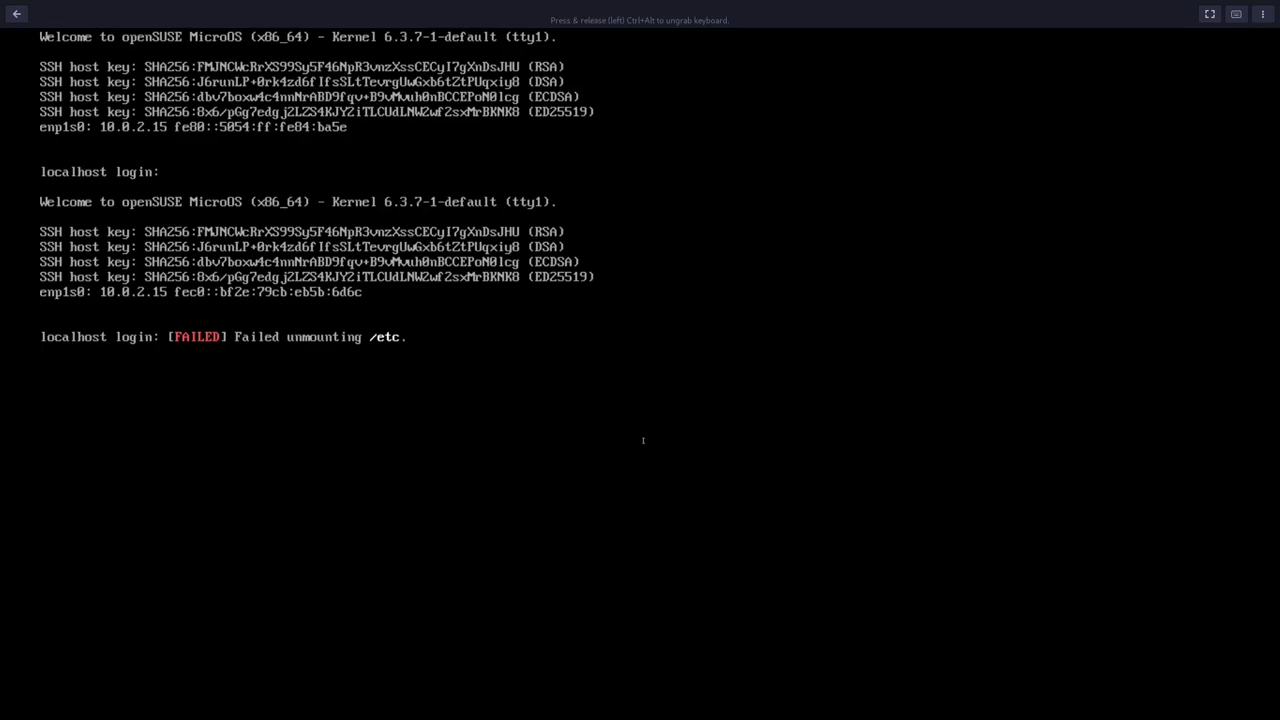 Press & release (left) Ctrl+Alt to ungrab keyboard.
Welcome to openSUSE MicroOS (x86_64) - Kernel 6.3.7-1-default (tty1).
SSH host key: SHA256:FMJNCWcRrXS99Sy5F46NpR3vnzXssCECyI7gXnDsJHU (RSA)
SSH host key: SHA256:J6runLP+0rk4zd6fIfsSLtTevrgUwGxb6tZtPUqxiy8 (DSA)
SSH host key: SHA256:dbv7boxw4c4nnNrABD9fqv+B9vMvuh0nBCCEPoN0lcg (ECDSA)
SSH host key: SHA256:8x6/pGg7edgj2LZS4KJY2iTLCUdLNW2wf2sxMrBKNK8 (ED25519)
enp1s0: 10.0.2.15 fe80::5054:ff:fe84:ba5e
localhost login:
Welcome to openSUSE MicroOS (x86_64) - Kernel 6.3.7-1-default (tty1).
SSH host key: SHA256:FMJNCWcRrXS99Sy5F46NpR3vnzXssCECyI7gXnDsJHU (RSA)
SSH host key: SHA256:J6runLP+0rk4zd6fIfsSLtTevrgUwGxb6tZtPUqxiy8 (DSA)
SSH host key: SHA256:dbv7boxw4c4nnNrABD9fqv+B9vMvuh0nBCCEPoN0lcg (ECDSA)
SSH host key: SHA256:8x6/pGg7edgj2LZS4KJY2iTLCUdLNW2wf2sxMrBKNK8 (ED25519)
enp1s0: 10.0.2.15 fec0::bf2e:79cb:eb5b:6d6c
localhost login: [FAILED] Failed unmounting /etc.